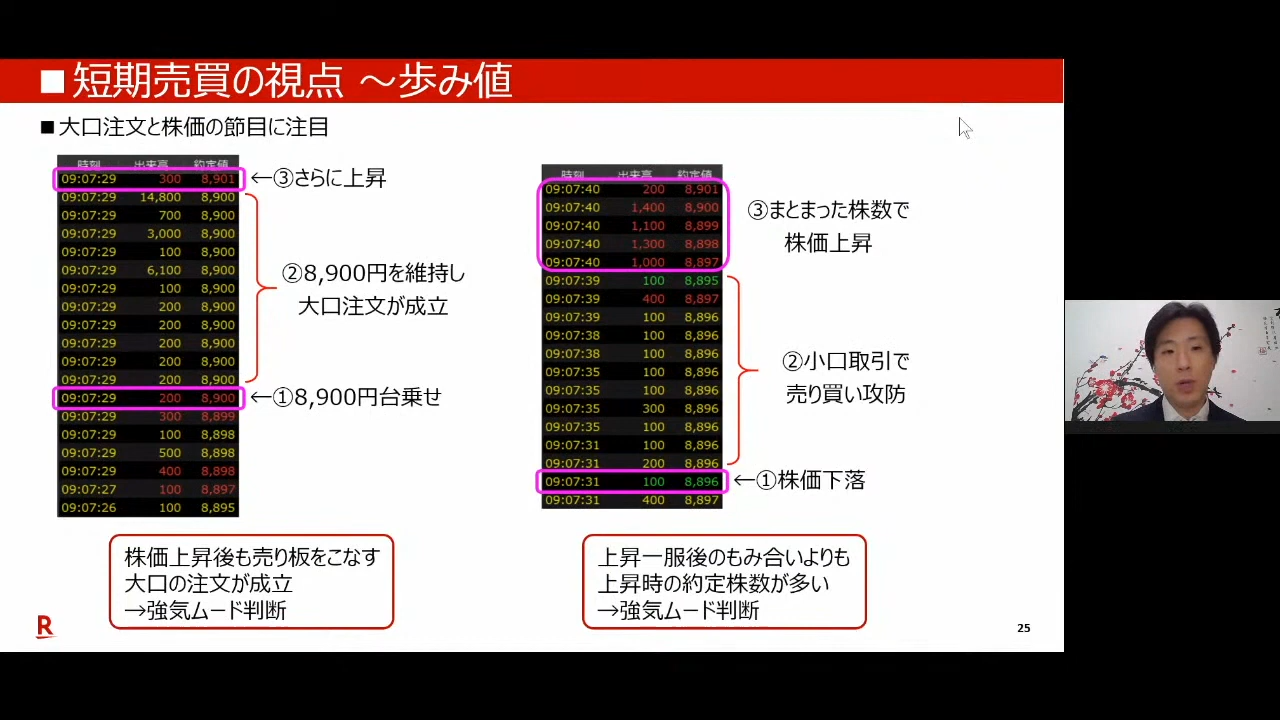 ■短期売買の視点 ～歩み値
■大口注文と株価の節目に注目
時刻 出来高 約定値
09:07:29 300 8,901
09:07:29 14,800 8,900
09:07:29 700 8,900
09:07:29 3,000 8,900
09:07:29 100 8,900
09:07:29 6,100 8,900
09:07:29 100 8,900
09:07:29 200 8,900
09:07:29 200 8,900
09:07:29 200 8,900
09:07:29 200 8,900
09:07:29 200 8,900
09:07:29 200 8,900
09:07:29 300 8,899
09:07:29 100 8,898
09:07:29 500 8,898
09:07:29 400 8,898
09:07:27 100 8,897
09:07:26 100 8,895
←③さらに上昇
②8,900円を維持し
大口注文が成立
←①8,900円台乗せ
株価上昇後も売り板をこなす
大口の注文が成立
→強気ムード判断
時刻 出来高 約定値
09:07:40 200 8,901
09:07:40 1,400 8,900
09:07:40 1,100 8,899
09:07:40 1,300 8,898
09:07:40 1,000 8,897
09:07:39 100 8,895
09:07:39 400 8,897
09:07:39 100 8,896
09:07:38 100 8,896
09:07:38 100 8,896
09:07:35 100 8,896
09:07:35 100 8,896
09:07:35 300 8,896
09:07:35 100 8,896
09:07:31 100 8,896
09:07:31 200 8,896
09:07:31 100 8,896
09:07:31 400 8,897
③まとまった株数で
株価上昇
②小口取引で
売り買い攻防
←①株価下落
上昇一服後のもみ合いよりも
上昇時の約定株数が多い
→強気ムード判断
R
25